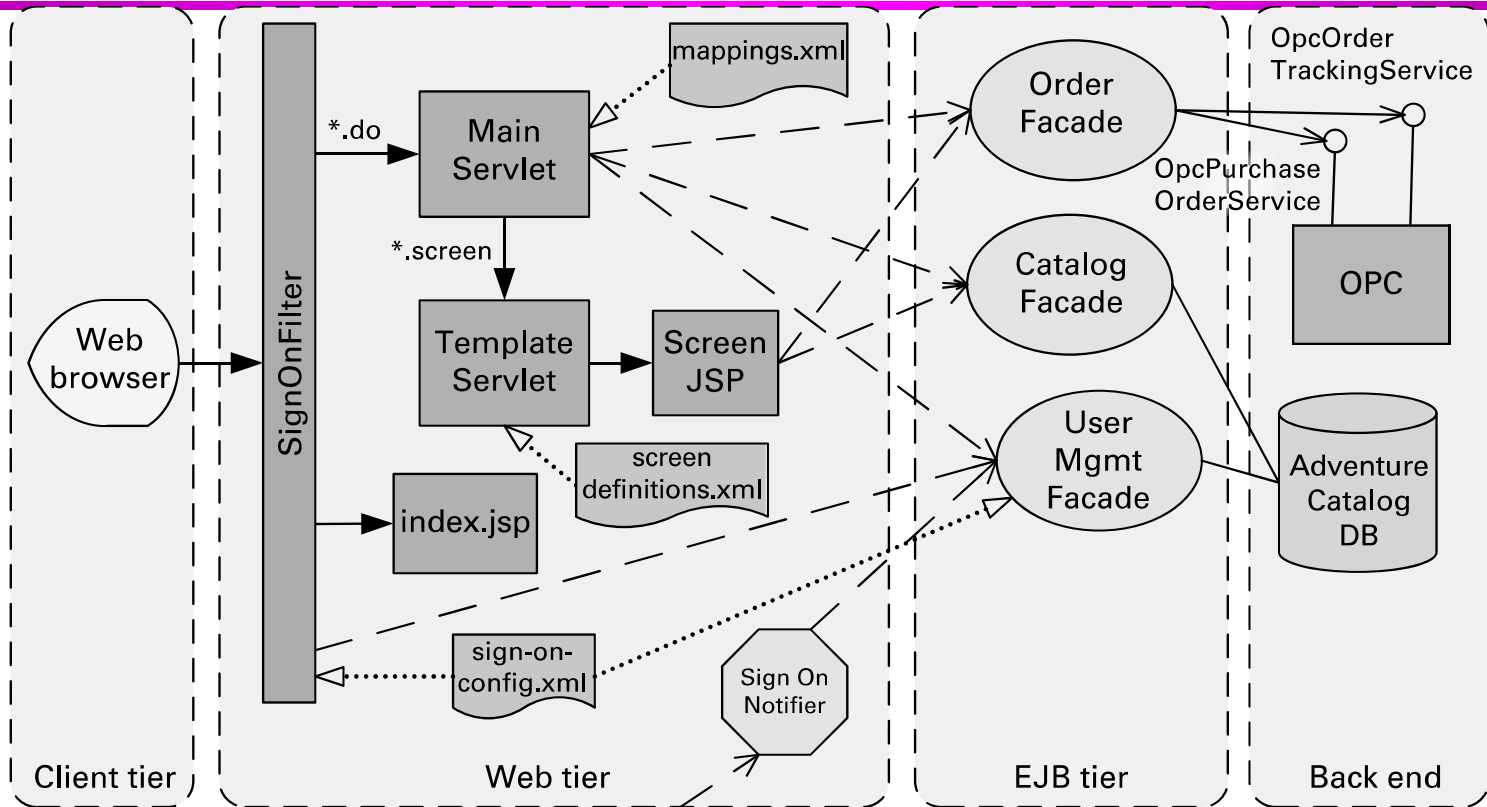 OpcOrder
TrackingService
mappings.xml
Order
Facade
*.do
Main
Servlet
OpcPurchase
OrderService
*.screen
SignOnFilter
Catalog
Facade
OPC
Web
browser
Template
Servlet
Screen
JSP
User
Mgmt
Facade
screen
definitions.xml
Adventure
Catalog
DB
index.jsp
sign-on-
config.xml
Sign On
Notifier
Client tier
Web tier
EJB tier
Back end